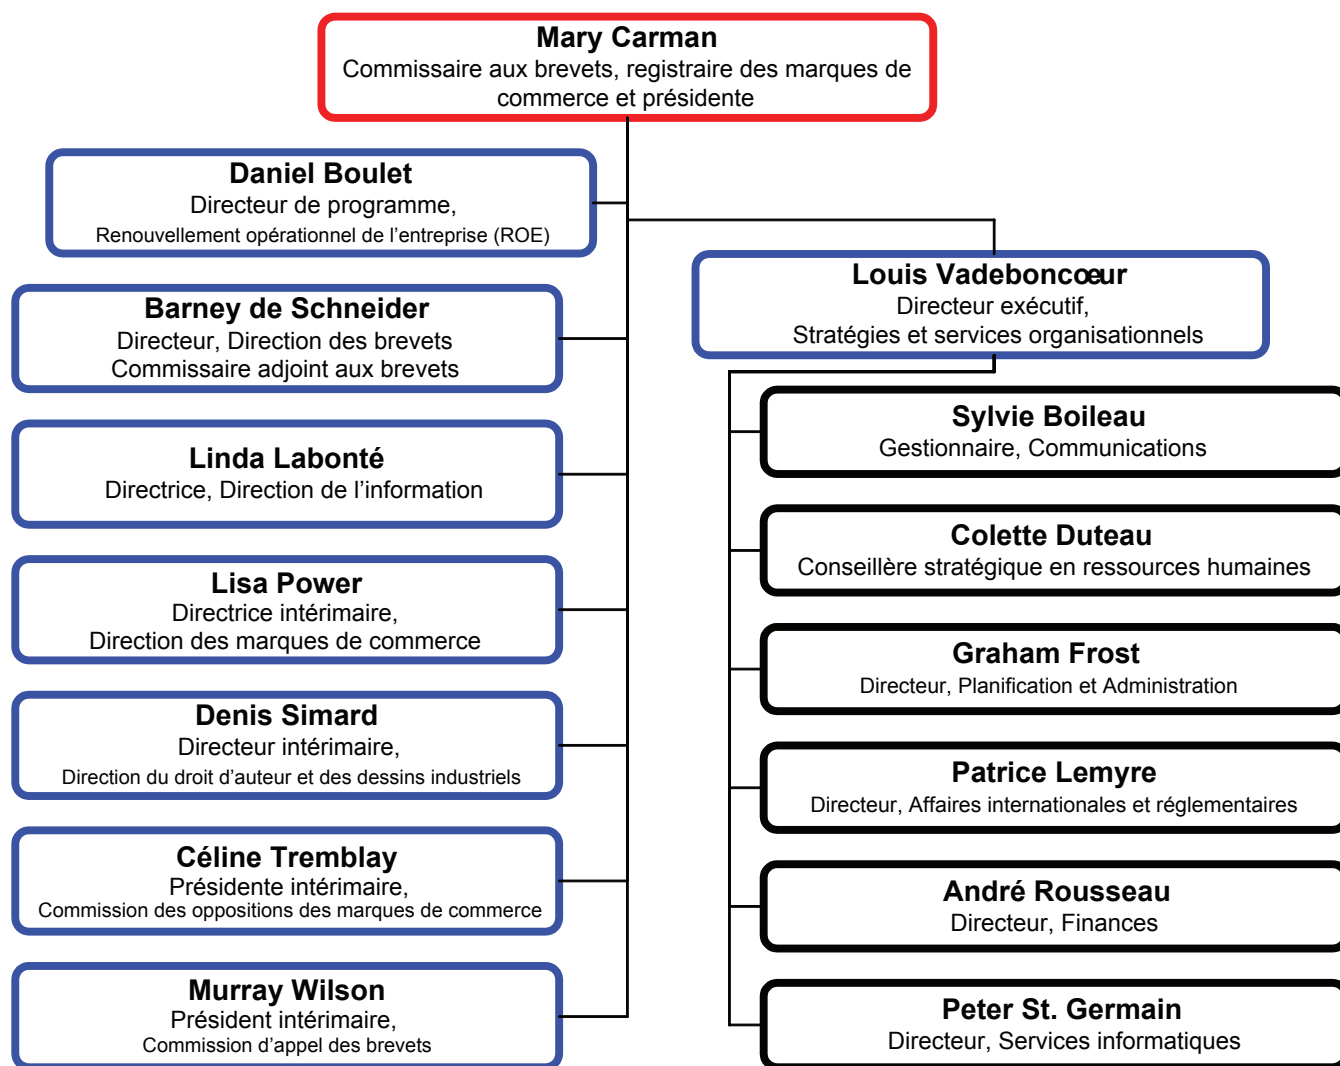 Mary Carman
Commissaire aux brevets, registraire des marques de
commerce et présidente
Daniel Boulet
Directeur de programme,
Renouvellement opérationnel de l’entreprise (ROE)
Barney de Schneider
Directeur, Direction des brevets
Commissaire adjoint aux brevets
Linda Labonté
Directrice, Direction de l’information
Lisa Power
Directrice intérimaire,
Direction des marques de commerce
Denis Simard
Directeur intérimaire,
Direction du droit d’auteur et des dessins industriels
Céline Tremblay
Présidente intérimaire,
Commission des oppositions des marques de commerce
Murray Wilson
Président intérimaire,
Commission d’appel des brevets
Louis Vadeboncœur
Directeur exécutif,
Stratégies et services organisationnels
Sylvie Boileau
Gestionnaire, Communications
Colette Duteau
Conseillère stratégique en ressources humaines
Graham Frost
Directeur, Planification et Administration
Patrice Lemyre
Directeur, Affaires internationales et réglementaires
André Rousseau
Directeur, Finances
Peter St. Germain
Directeur, Services informatiques